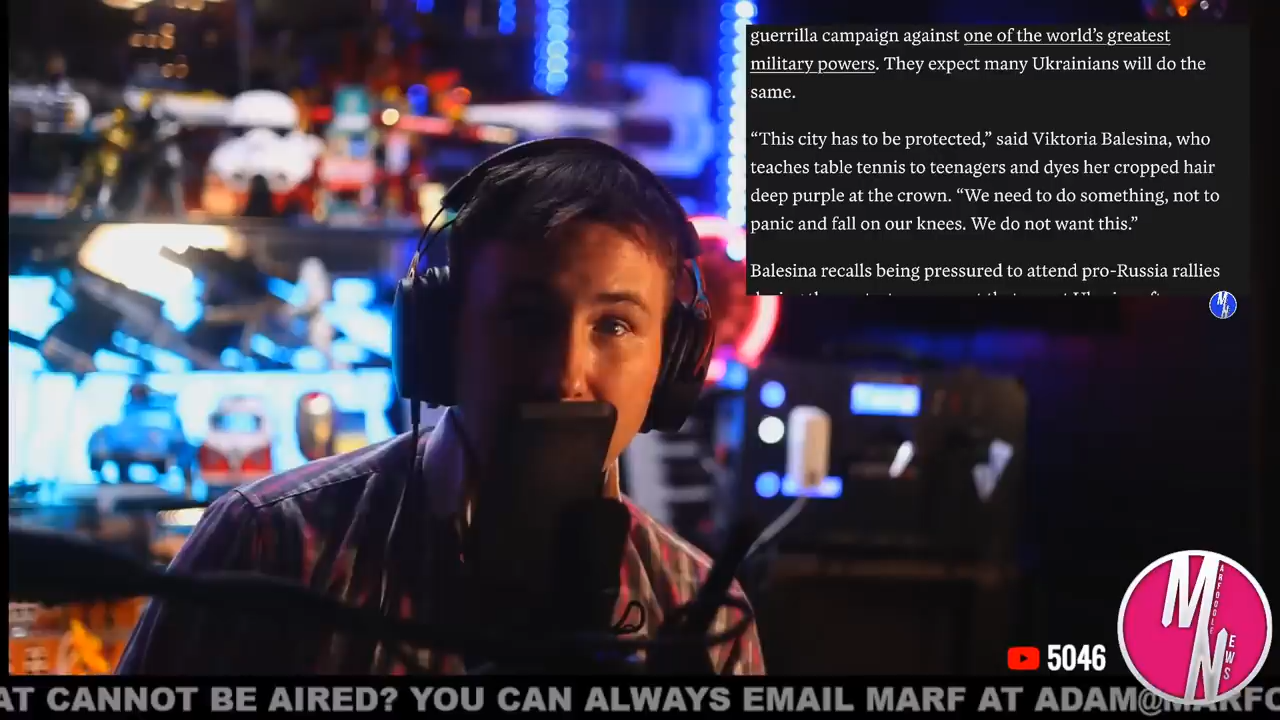 guerrilla campaign against one of the world’s greatest
military powers. They expect many Ukrainians will do the
same.
“This city has to be protected,” said Viktoria Balesina, who
teaches table tennis to teenagers and dyes her cropped hair
deep purple at the crown. “We need to do something, not to
panic and fall on our knees. We do not want this.”
Balesina recalls being pressured to attend pro-Russia rallies
MN
5046
MARFOOGLE
NEWS
AT CANNOT BE AIRED? YOU CAN ALWAYS EMAIL MARF AT ADAM@MARFO